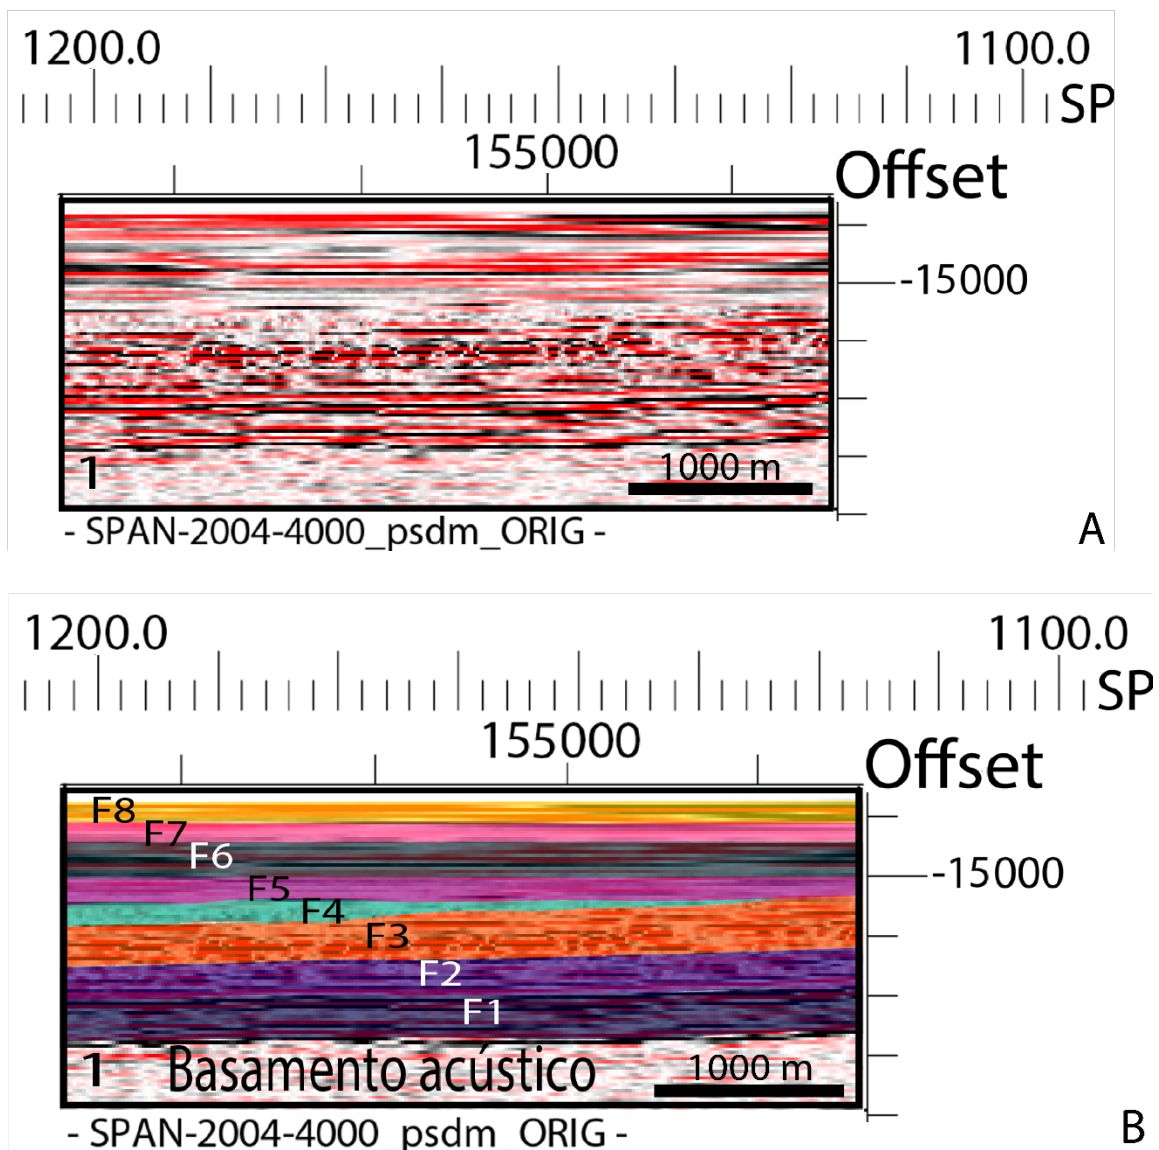 1200.0 1100.0
SP
155000
Offset
-15000
1
1000 m
- SPAN-2004-4000_psdm_ORIG -
A
1200.0 1100.0
SP
155000
Offset
F8
F7
F6
-15000
F5
F4
F3
F2
F1
1 Basamento acústico 1000 m
- SPAN-2004-4000_psdm_ORIG -
B